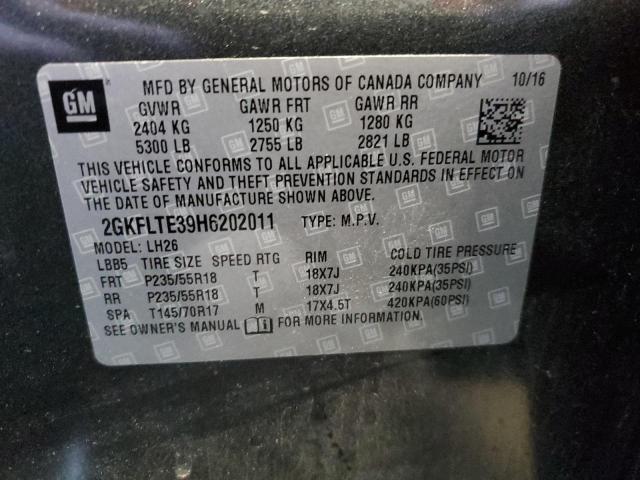 GM MFD BY GENERAL MOTORS OF CANADA COMPANY 10/16
GVWR GAWR FRT GAWR RR
2404 KG 1250 KG 1280 KG
5300 LB 2755 LB 2821 LB
THIS VEHICLE CONFORMS TO ALL APPLICABLE U.S. FEDERAL MOTOR
VEHICLE SAFETY AND THEFT PREVENTION STANDARDS IN EFFECT ON
THE DATE OF MANUFACTURE SHOWN ABOVE.
2GKFLTE39H6202011 TYPE: M.P.V.
MODEL: LH26
LBB5 TIRE SIZE SPEED RTG RIM COLD TIRE PRESSURE
FRT P235/55R18 T 18X7J 240KPA(35PSI)
RR P235/55R18 T 18X7J 240KPA(35PSI)
SPA T145/70R17 M 17X4.5T 420KPA(60PSI)
SEE OWNER'S MANUAL FOR MORE INFORMATION.